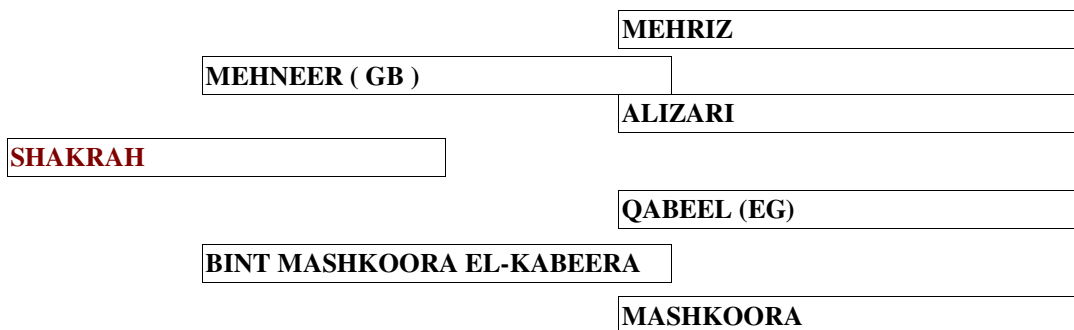 MEHRIZ
MEHNEER ( GB )
ALIZARI
SHAKRAH
QABEEL (EG)
BINT MASHKOORA EL-KABEERA
MASHKOORA